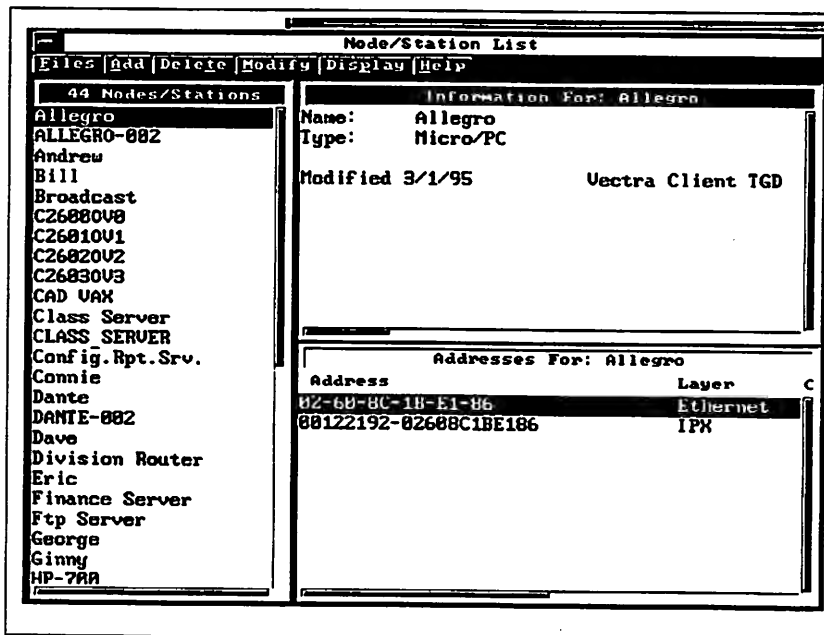 Node/Station List
Files Add Delete Modify Display Help
44 Nodes/Stations
Allegro
ALLEGRO-002
Andrew
Bill
Broadcast
C26000V0
C26010V1
C26020V2
C26030V3
CAD VAX
Class Server
CLASS_SERVER
Config.Rpt.Srv.
Connie
Dante
DANTE-002
Dave
Division Router
Eric
Finance Server
Ftp Server
George
Ginny
HP-700
Information For: Allegro
Name: Allegro
Type: Micro/PC
Modified 3/1/95 Vectra Client TGD
Addresses For: Allegro
Address Layer C
02-60-8C-1B-E1-86 Ethernet
00122192-02608C1BE186 IPX